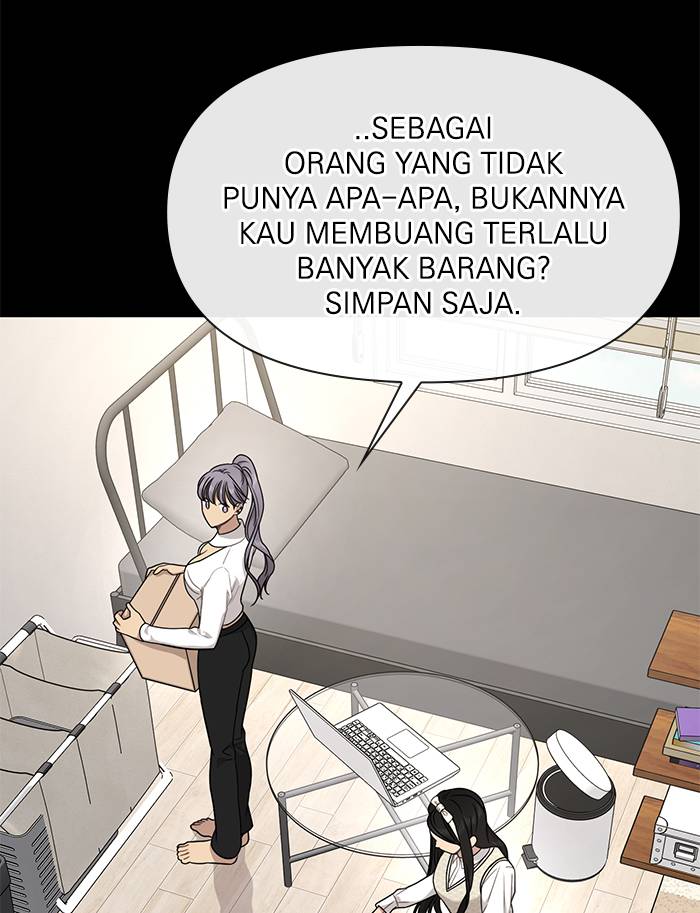 ..SEBAGAI
ORANG YANG TIDAK
PUNYA APA-APA, BUKANNYA
KAU MEMBUANG TERLALU
BANYAK BARANG?
SIMPAN SAJA.